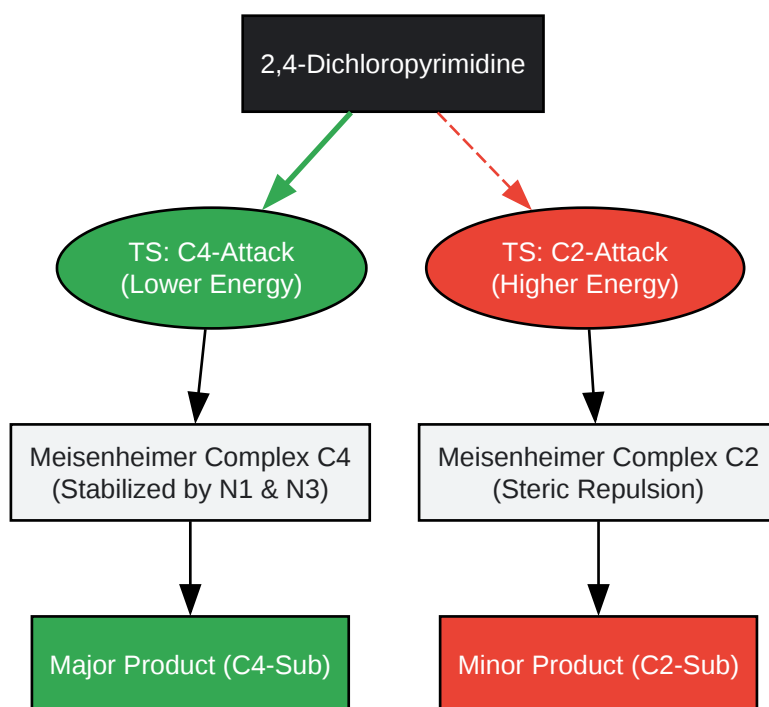 2,4-Dichloropyrimidine
TS: C4-Attack
(Lower Energy)
TS: C2-Attack
(Higher Energy)
Meisenheimer Complex C4
(Stabilized by N1 & N3)
Meisenheimer Complex C2
(Steric Repulsion)
Major Product (C4-Sub)
Minor Product (C2-Sub)